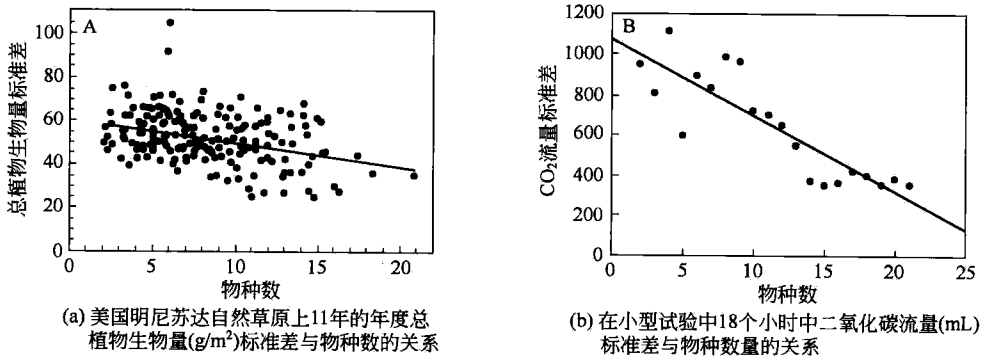 A
总植物生物量标准差
100
80
60
40
20
0
0
5
10
15
20
物种数
(a) 美国明尼苏达自然草原上11年的年度总
植物生物量(g/m²)标准差与物种数的关系
B
CO₂流量标准差
1200
1000
800
600
400
200
0
0
5
10
15
20
25
物种数
(b) 在小型试验中18个小时中二氧化碳流量(mL)
标准差与物种数量的关系